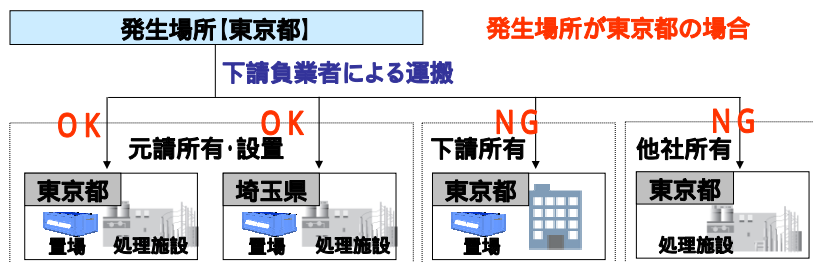 発生場所【東京都】
発生場所が東京都の場合
下請負業者による運搬
OK
OK
NG
NG
元請所有・設置
下請所有
他社所有
東京都
埼玉県
東京都
東京都
置場
処理施設
置場
処理施設
置場
処理施設